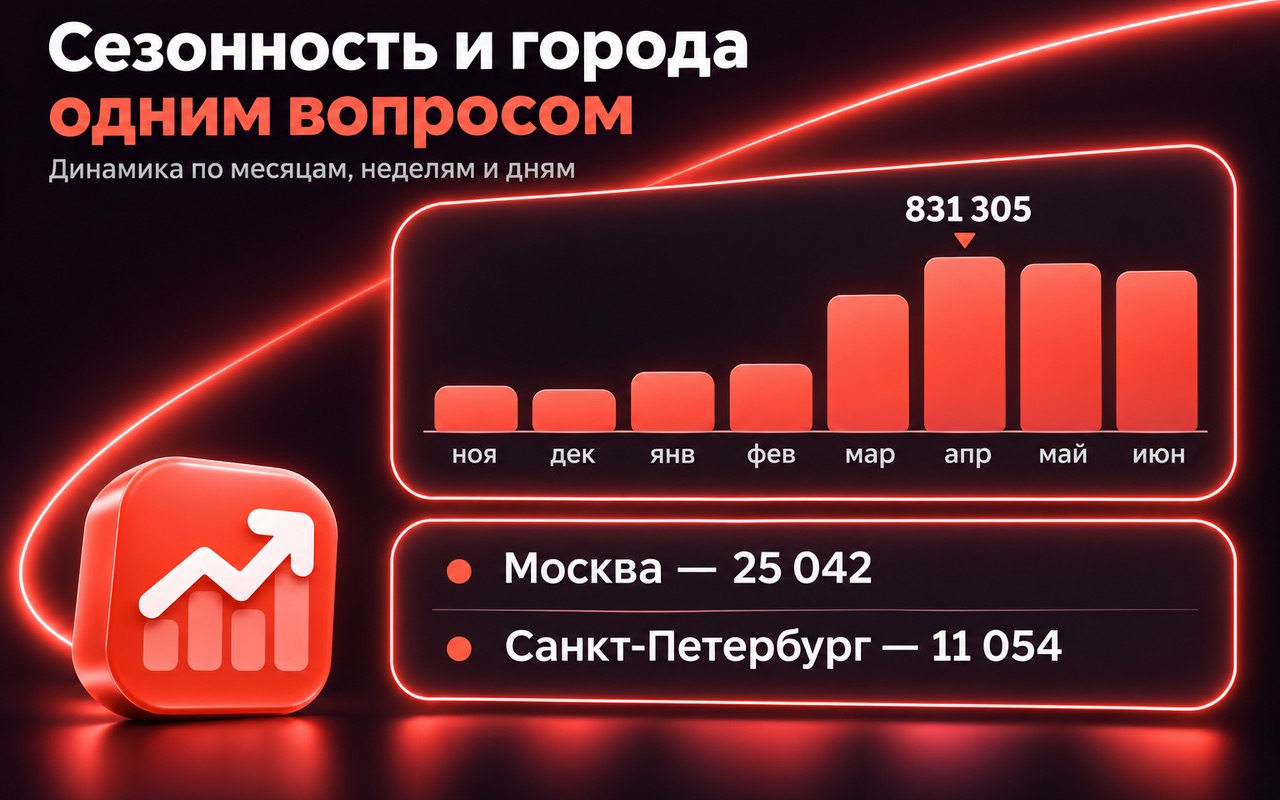 Сезонность и города
одним вопросом
Динамика по месяцам, неделям и дням
831 305
ноя дек янв фев мар апр май июн
Москва — 25 042
Санкт-Петербург — 11 054